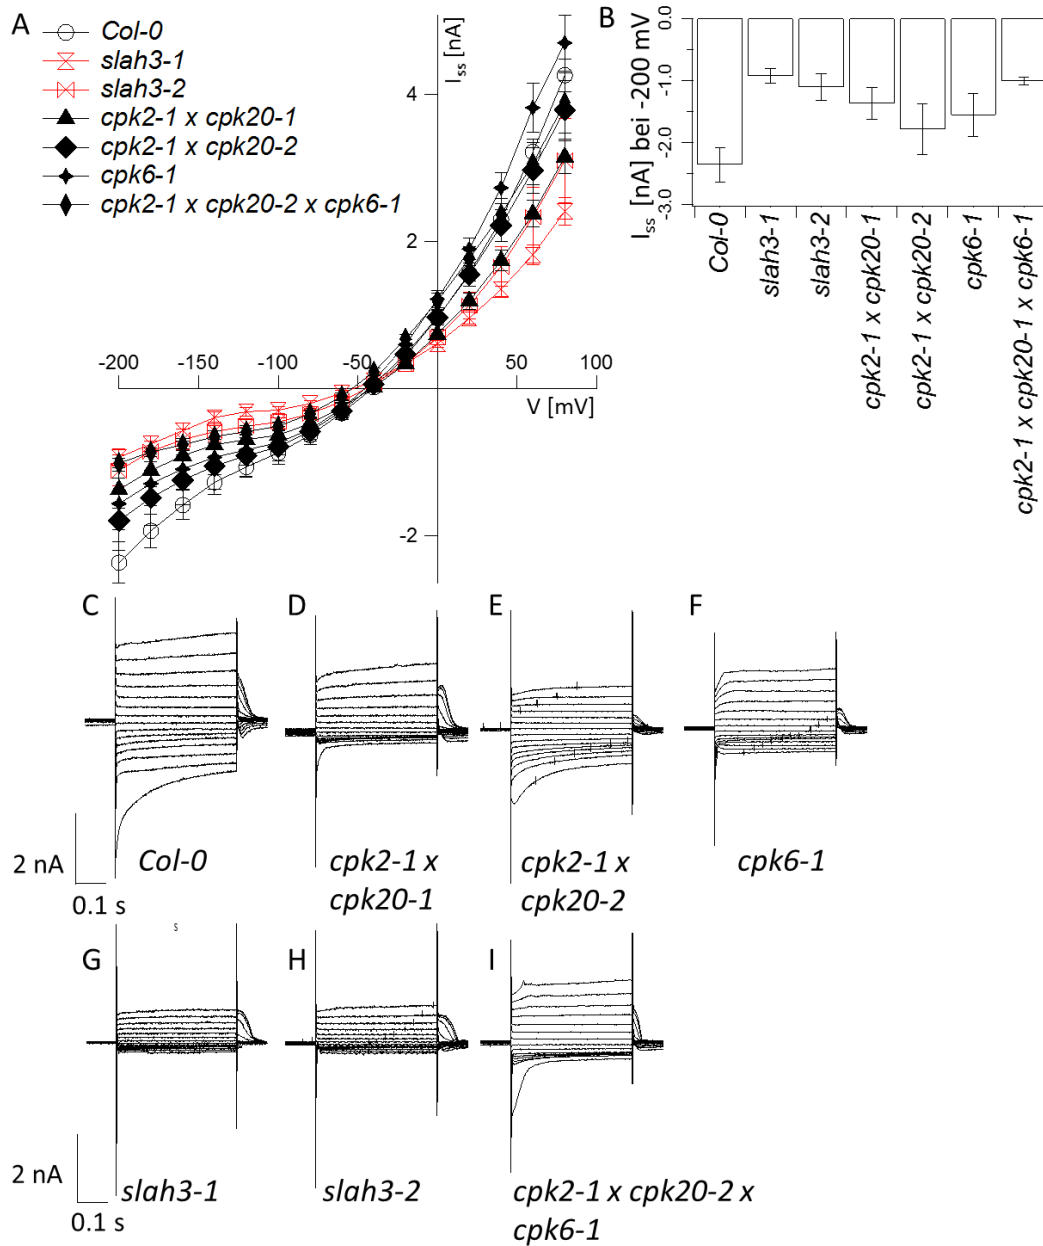 A
Col-0
slah3-1
slah3-2
cpk2-1 x cpk20-1
cpk2-1 x cpk20-2
cpk6-1
cpk2-1 x cpk20-2 x cpk6-1
Iss [nA]
4
2
-200
-150
-100
-50
50
100
V [mV]
-2
B
Iss [nA] bei -200 mV
0.0
-1.0
-2.0
-3.0
Col-0
slah3-1
slah3-2
cpk2-1 x cpk20-1
cpk2-1 x cpk20-2
cpk6-1
cpk2-1 x cpk20-1 x cpk6-1
C
D
E
F
2 nA
0.1 s
Col-0
cpk2-1 x
cpk20-1
cpk2-1 x
cpk20-2
cpk6-1
s
G
H
I
2 nA
0.1 s
slah3-1
slah3-2
cpk2-1 x cpk20-2 x
cpk6-1